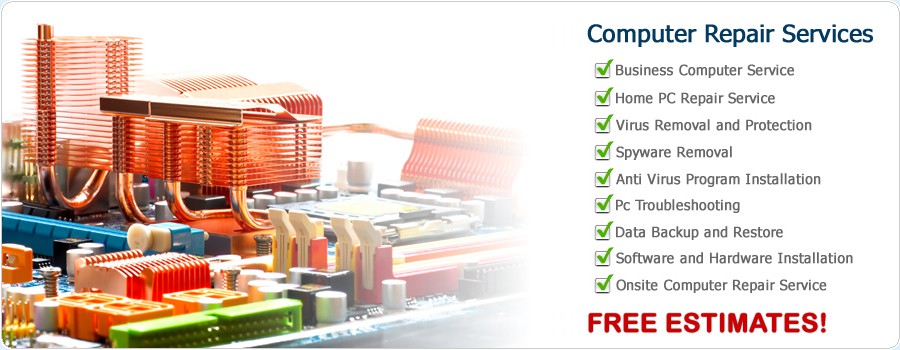 Computer Repair Services
Business Computer Service
Home PC Repair Service
Virus Removal and Protection
Spyware Removal
Anti Virus Program Installation
Pc Troubleshooting
Data Backup and Restore
Software and Hardware Installation
Onsite Computer Repair Service
FREE ESTIMATES!